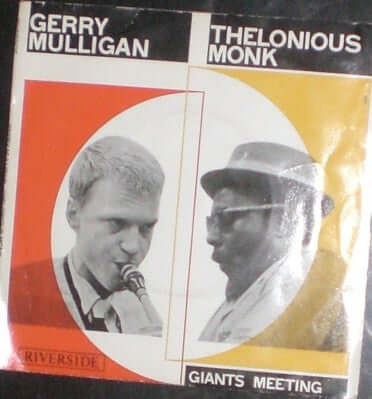 GERRY
MULLIGAN
THELONIOUS
MONK
RIVERSIDE
GIANTS MEETING